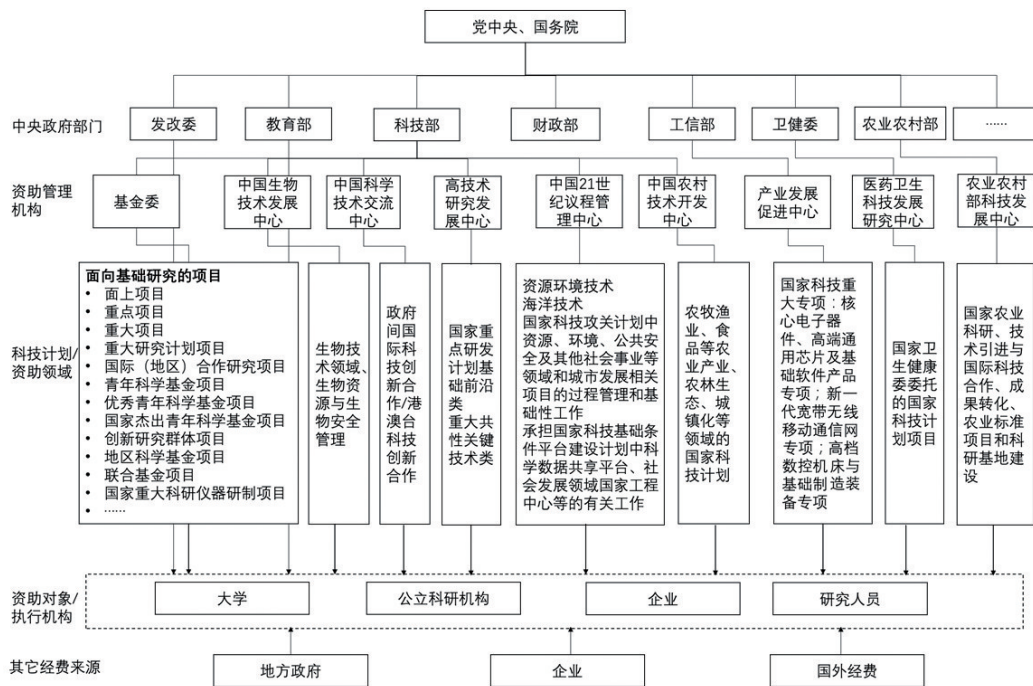 党中央、国务院
中央政府部门
发改委
教育部
科技部
财政部
工信部
卫健委
农业农村部
......
资助管理
机构
基金委
中国生物
技术发展
中心
中国科学
技术交流
中心
高技术
研究发
展中心
中国21世
纪议程管
理中心
中国农村
技术开发
中心
产业发展
促进中心
医药卫生
科技发展
研究中心
农业农村
部科技发
展中心
科技计划/
资助领域
面向基础研究的项目
• 面上项目
• 重点项目
• 重大项目
• 重大研究计划项目
• 国际（地区）合作研究项目
• 青年科学基金项目
• 优秀青年科学基金项目
• 国家杰出青年科学基金项目
• 创新研究群体项目
• 地区科学基金项目
• 联合基金项目
• 国家重大科研仪器研制项目
• ......
生物技
术领域、
生物资
源与生
物安全
管理
政府
间国
际科
技创
新合
作/港
澳台
科技
创新
合作
国家重
点研发
计划基
础前沿
类
重大共
性关键
技术类
资源环境技术
海洋技术
国家科技攻关计划中
资源、环境、公共安
全及其他社会事业等
领域和城市发展相关
项目的过程管理和基
础性工作
承担国家科技基础条
件平台建设计划中科
学数据共享平台、社
会发展领域国家工程
中心等的有关工作
农牧渔
业、食
品等农
业产业、
农林生
态、城
镇化等
领域的
国家科
技计划
国家科技重
大专项：核
心电子器
件、高端通
用芯片及基
础软件产品
专项；新一
代宽带无线
移动通信网
专项；高档
数控机床与
基础制造装
备专项
国家卫
生健康
委委托
的国家
科技计
划项目
国家农业
科研、技
术引进与
国际科技
合作、成
果转化、
农业标准
项目和科
研基地建
设
资助对象/
执行机构
大学
公立科研机构
企业
研究人员
其它经费来源
地方政府
企业
国外经费